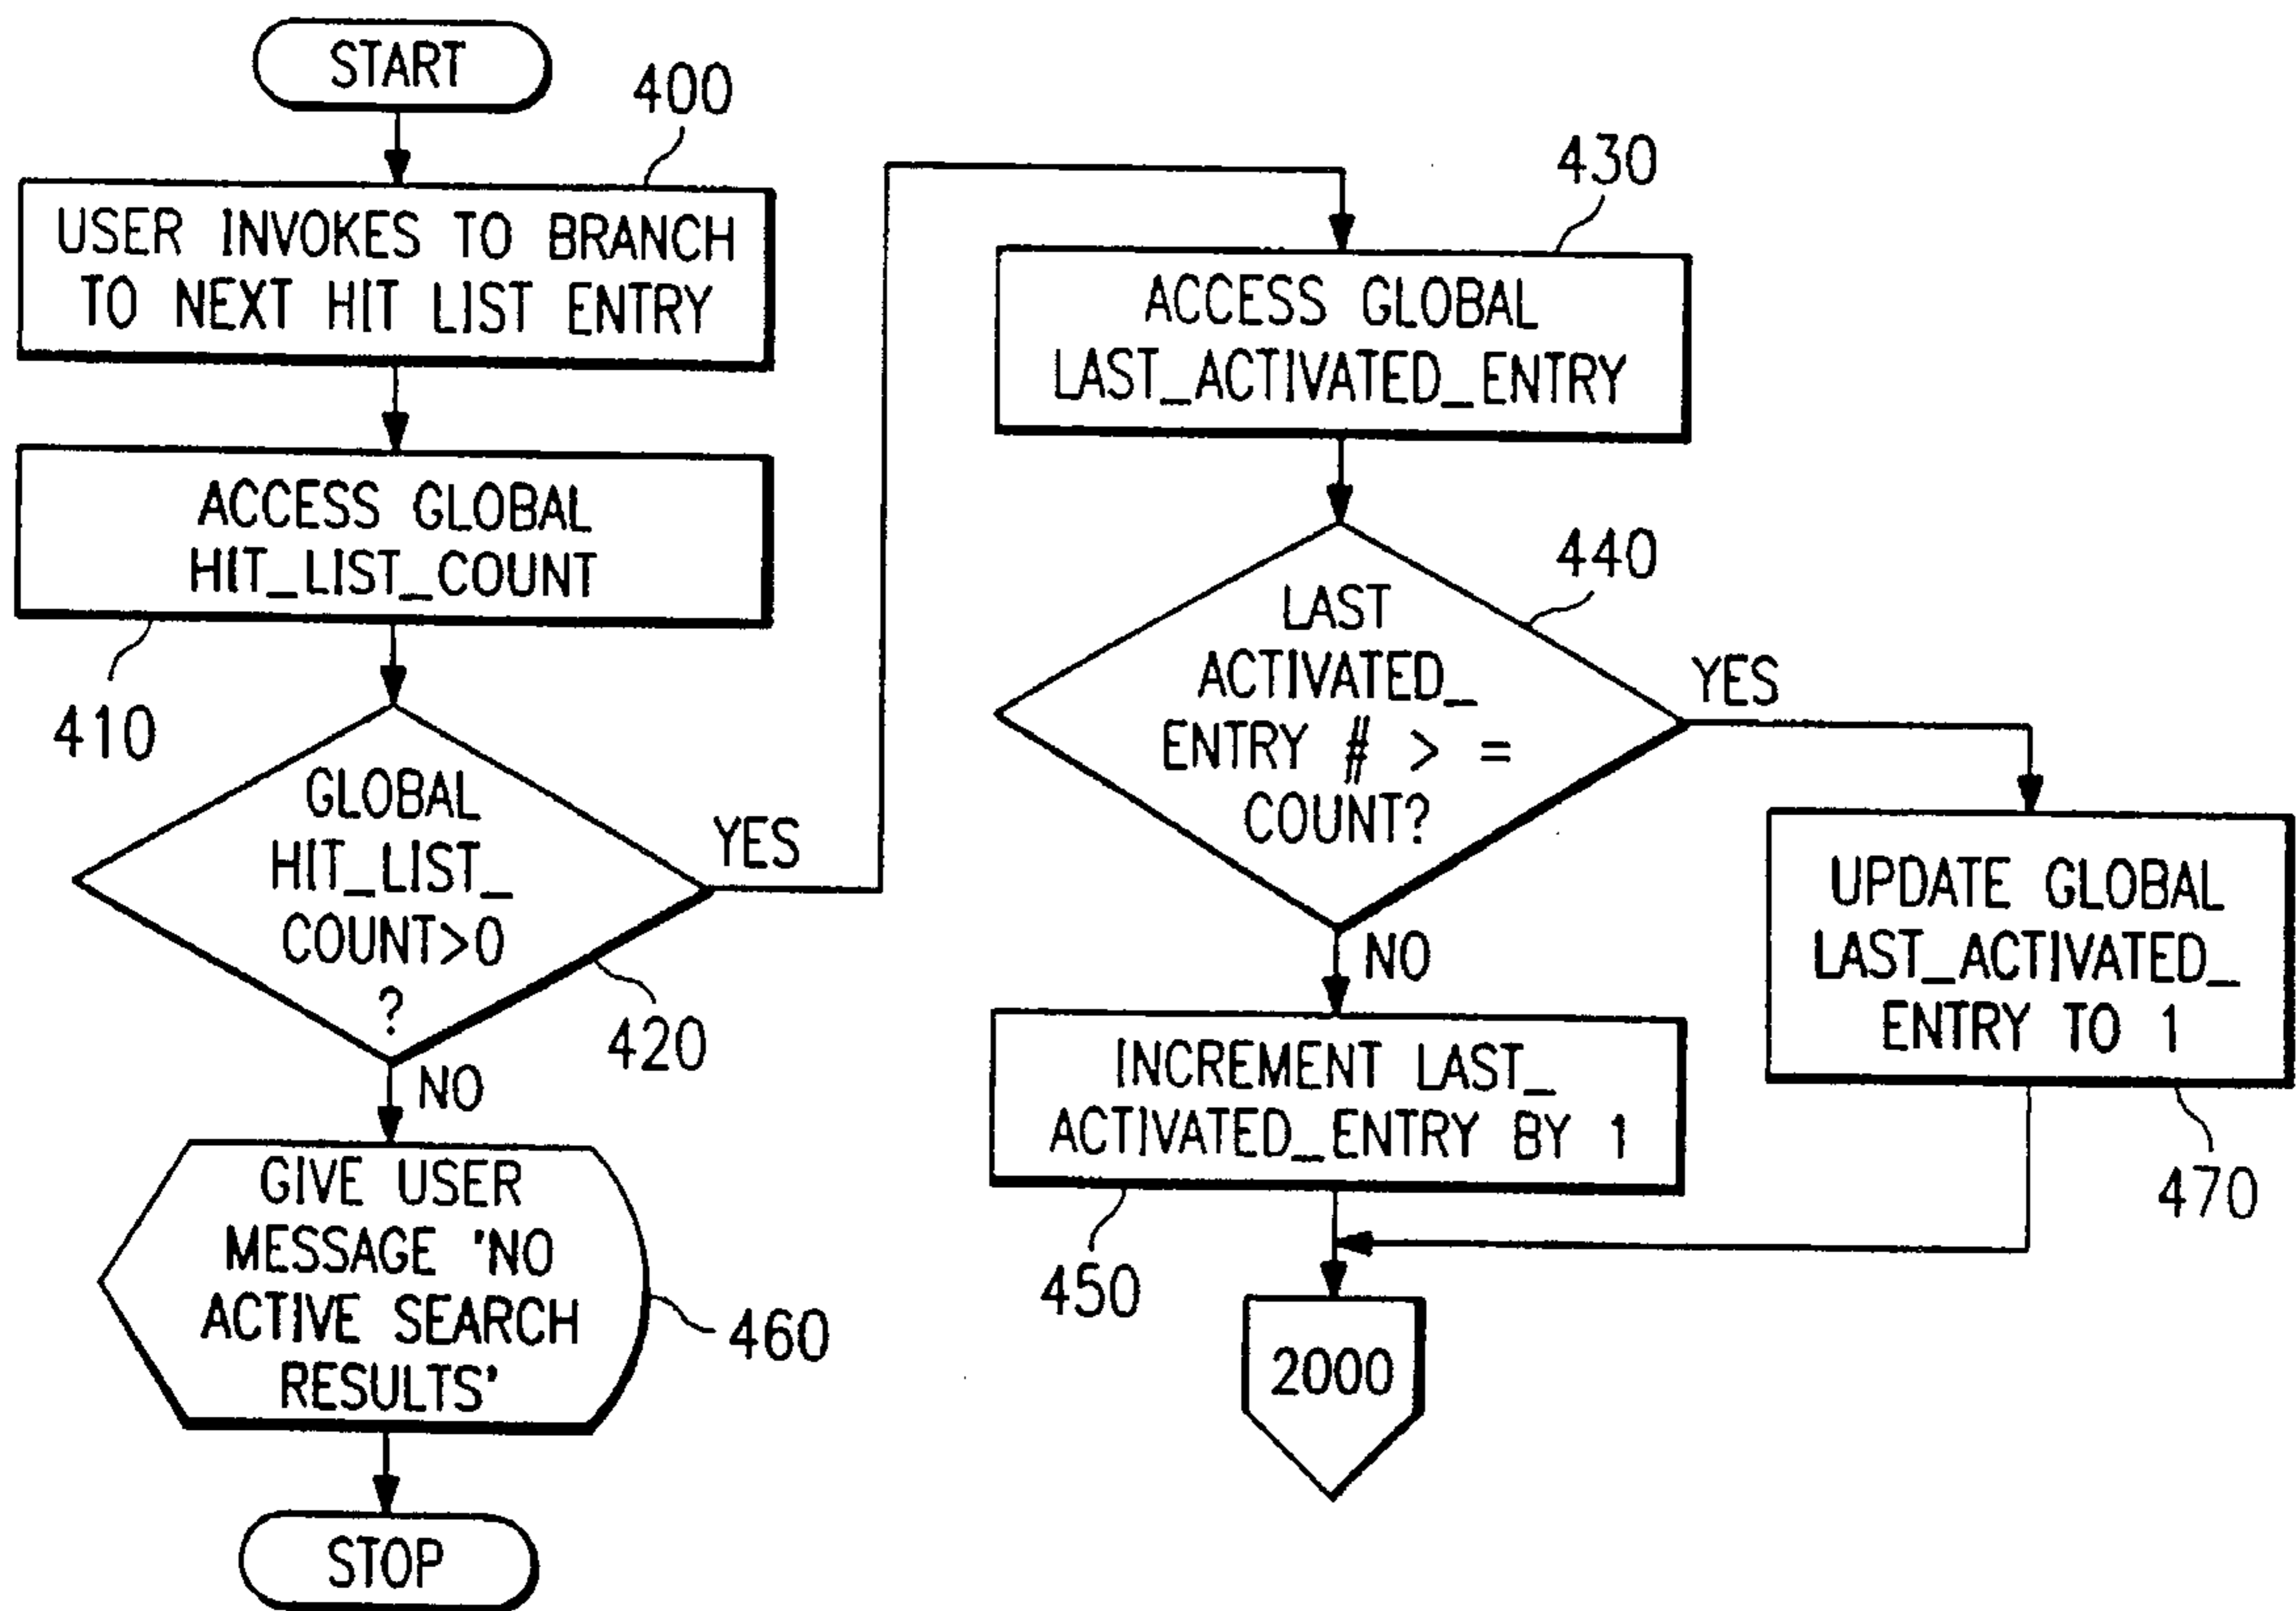 START
400
USER INVOKES TO BRANCH
TO NEXT HIT LIST ENTRY
ACCESS GLOBAL
HIT_LIST_COUNT
410
GLOBAL
HIT_LIST_
COUNT>0
?
YES
420
NO
GIVE USER
MESSAGE 'NO
ACTIVE SEARCH
RESULTS'
460
STOP
430
ACCESS GLOBAL
LAST_ACTIVATED_ENTRY
440
LAST
ACTIVATED_
ENTRY # > =
COUNT?
YES
NO
INCREMENT LAST_
ACTIVATED_ENTRY BY 1
450
UPDATE GLOBAL
LAST_ACTIVATED_
ENTRY TO 1
470
2000